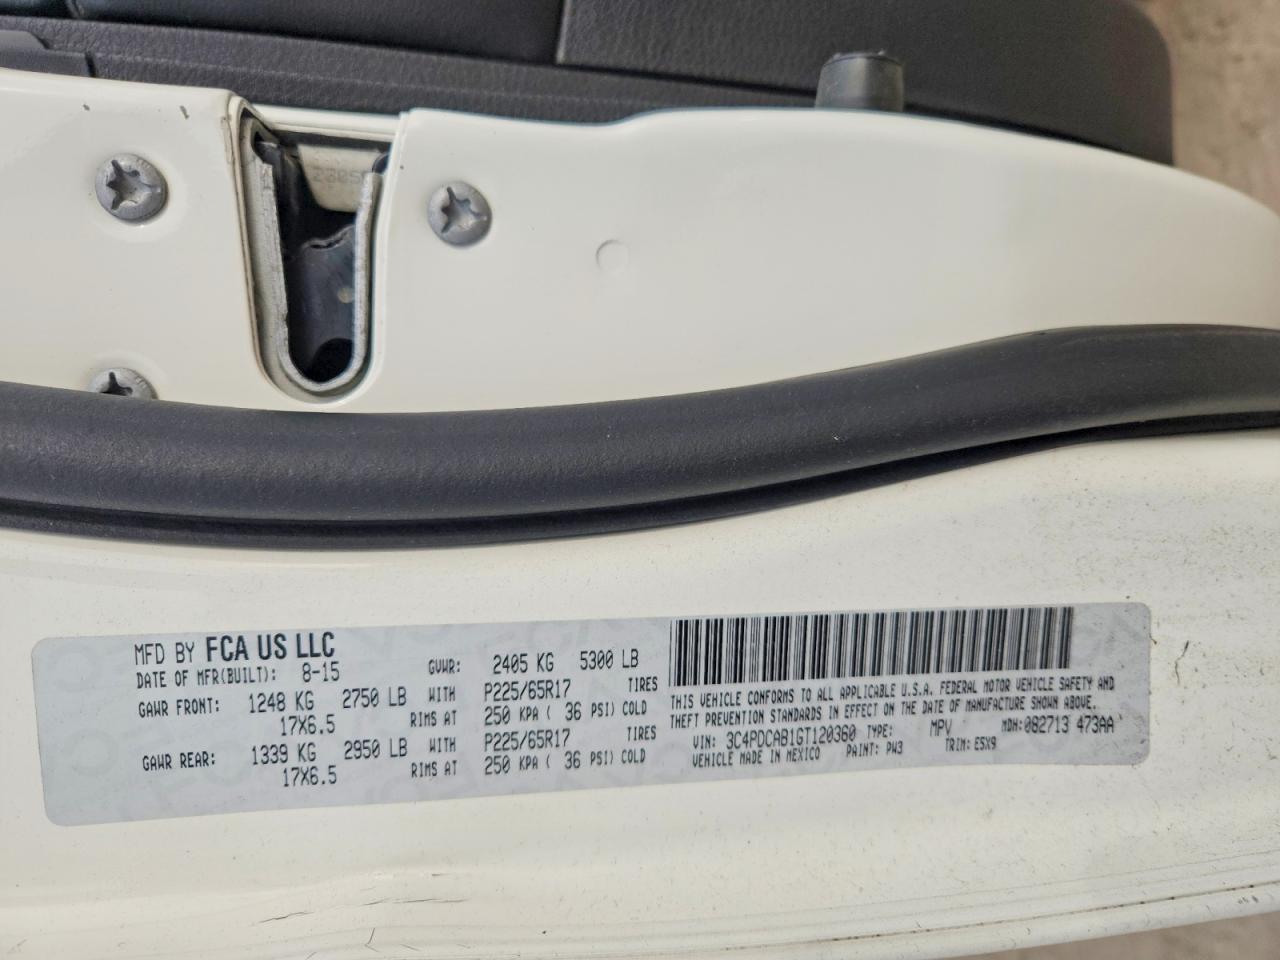 MFD BY FCA US LLC
DATE OF MFR(BUILT): 8-15 GVWR: 2405 KG 5300 LB
GAWR FRONT: 1248 KG 2750 LB WITH P225/65R17 TIRES
17X6.5 RIMS AT 250 KPA ( 36 PSI) COLD
GAWR REAR: 1339 KG 2950 LB WITH P225/65R17 TIRES
17X6.5 RIMS AT 250 KPA ( 36 PSI) COLD
THIS VEHICLE CONFORMS TO ALL APPLICABLE U.S.A. FEDERAL MOTOR VEHICLE SAFETY AND
THEFT PREVENTION STANDARDS IN EFFECT ON THE DATE OF MANUFACTURE SHOWN ABOVE.
VIN: 3C4PDCAB1GT120360 TYPE: MPV MDH: 082713 473AA
VEHICLE MADE IN MEXICO PAINT: PW3 TRIM: E5X9